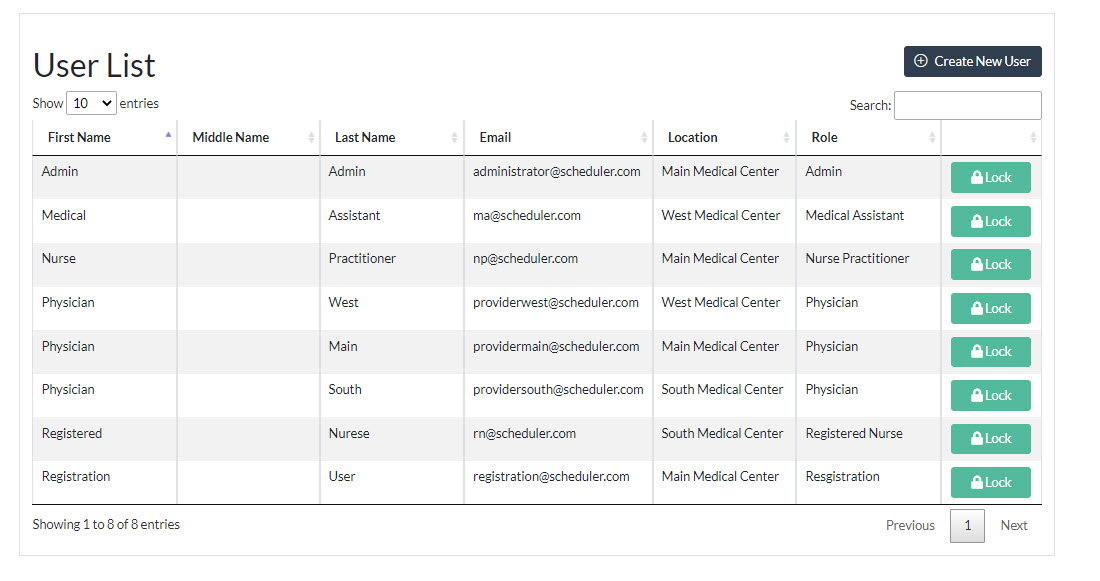 User List
Create New User
Show 10 entries
Search:
First Name Middle Name Last Name Email Location Role
Admin Admin administrator@scheduler.com Main Medical Center Admin Lock
Medical Assistant ma@scheduler.com West Medical Center Medical Assistant Lock
Nurse Practitioner np@scheduler.com Main Medical Center Nurse Practitioner Lock
Physician West providerwest@scheduler.com West Medical Center Physician Lock
Physician Main providermain@scheduler.com Main Medical Center Physician Lock
Physician South providersouth@scheduler.com South Medical Center Physician Lock
Registered Nurese rn@scheduler.com South Medical Center Registered Nurse Lock
Registration User registration@scheduler.com Main Medical Center Resgistration Lock
Showing 1 to 8 of 8 entries
Previous 1 Next